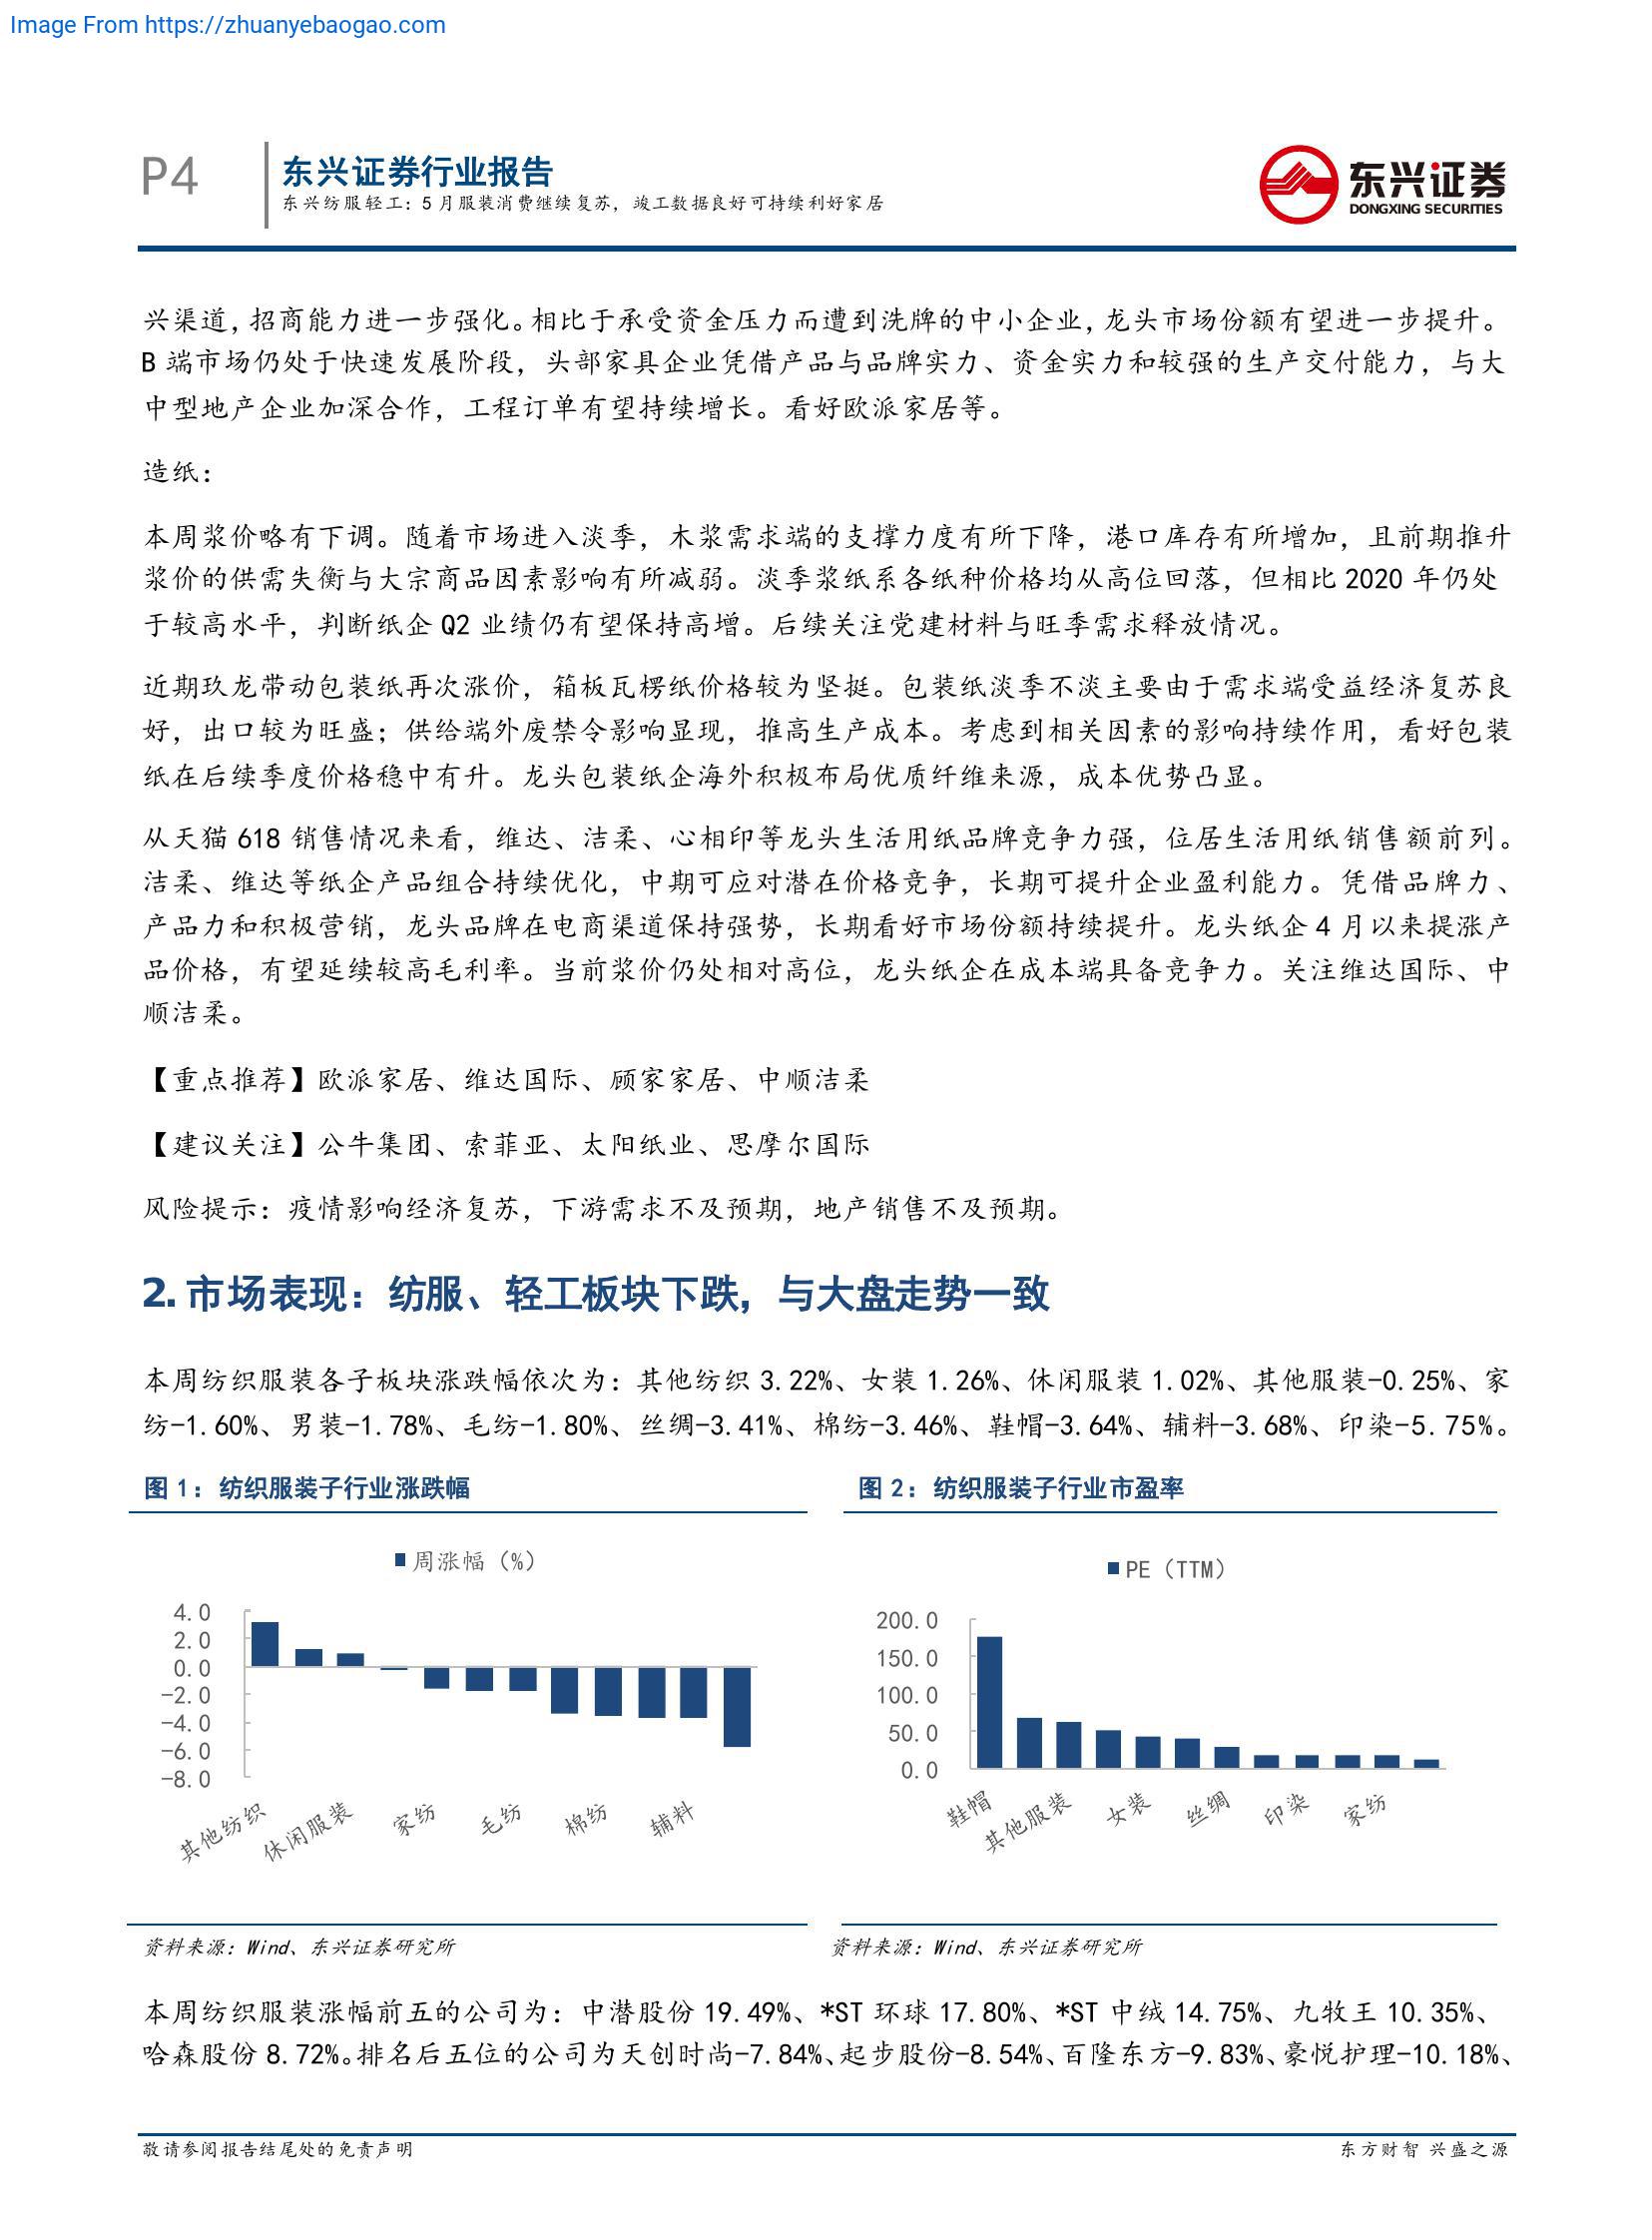 Image From https://zhuanyebaogao.com
P4
东兴证券行业报告
东兴纺服轻工：5 月服装消费继续复苏，竣工数据良好可持续利好家居
东兴证券
DONGXING SECURITIES
兴渠道，招商能力进一步强化。相比于承受资金压力而遭到洗牌的中小企业，龙头市场份额有望进一步提升。
B 端市场仍处于快速发展阶段，头部家具企业凭借产品与品牌实力、资金实力和较强的生产交付能力，与大
中型地产企业加深合作，工程订单有望持续增长。看好欧派家居等。
造纸：
本周浆价略有下调。随着市场进入淡季，木浆需求端的支撑力度有所下降，港口库存有所增加，且前期推升
浆价的供需失衡与大宗商品因素影响有所减弱。淡季浆纸系各纸种价格均从高位回落，但相比 2020 年仍处
于较高水平，判断纸企 Q2 业绩仍有望保持高增。后续关注党建材料与旺季需求释放情况。
近期玖龙带动包装纸再次涨价，箱板瓦楞纸价格较为坚挺。包装纸淡季不淡主要由于需求端受益经济复苏良
好，出口较为旺盛；供给端外废禁令影响显现，推高生产成本。考虑到相关因素的影响持续作用，看好包装
纸在后续季度价格稳中有升。龙头包装纸企海外积极布局优质纤维来源，成本优势凸显。
从天猫 618 销售情况来看，维达、洁柔、心相印等龙头生活用纸品牌竞争力强，位居生活用纸销售额前列。
洁柔、维达等纸企产品组合持续优化，中期可应对潜在价格竞争，长期可提升企业盈利能力。凭借品牌力、
产品力和积极营销，龙头品牌在电商渠道保持强势，长期看好市场份额持续提升。龙头纸企 4 月以来提涨产
品价格，有望延续较高毛利率。当前浆价仍处相对高位，龙头纸企在成本端具备竞争力。关注维达国际、中
顺洁柔。
【重点推荐】欧派家居、维达国际、顾家家居、中顺洁柔
【建议关注】公牛集团、索菲亚、太阳纸业、思摩尔国际
风险提示：疫情影响经济复苏，下游需求不及预期，地产销售不及预期。
2. 市场表现：纺服、轻工板块下跌，与大盘走势一致
本周纺织服装各子板块涨跌幅依次为：其他纺织 3.22%、女装 1.26%、休闲服装 1.02%、其他服装-0.25%、家
纺-1.60%、男装-1.78%、毛纺-1.80%、丝绸-3.41%、棉纺-3.46%、鞋帽-3.64%、辅料-3.68%、印染-5.75%。
图 1：纺织服装子行业涨跌幅
周涨幅（%）
4.0
2.0
0.0
-2.0
-4.0
-6.0
-8.0
其他纺织
休闲服装
家纺
毛纺
棉纺
辅料
资料来源：Wind、东兴证券研究所
图 2：纺织服装子行业市盈率
PE（TTM）
200.0
150.0
100.0
50.0
0.0
鞋帽
其他服装
女装
丝绸
印染
家纺
资料来源：Wind、东兴证券研究所
本周纺织服装涨幅前五的公司为：中潜股份 19.49%、*ST 环球 17.80%、*ST 中绒 14.75%、九牧王 10.35%、
哈森股份 8.72%。排名后五位的公司为天创时尚-7.84%、起步股份-8.54%、百隆东方-9.83%、豪悦护理-10.18%、
敬请参阅报告结尾处的免责声明
东方财智 兴盛之源